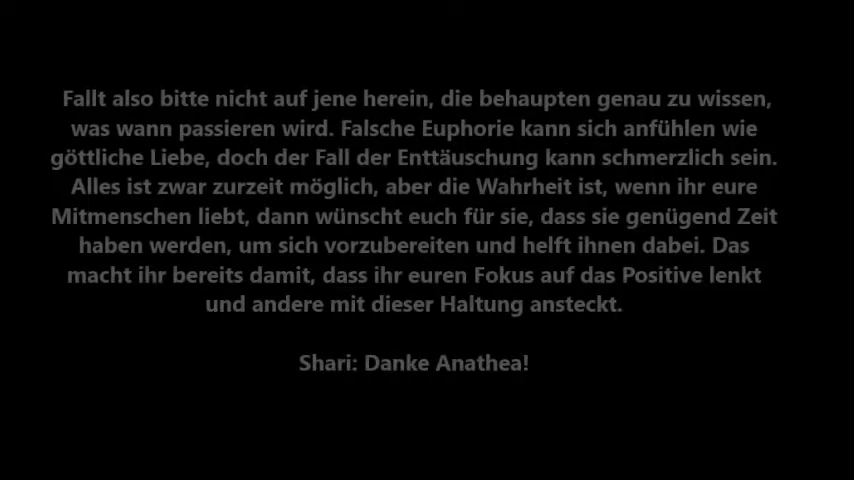 Fallt also bitte nicht auf jene herein, die behaupten genau zu wissen,
was wann passieren wird. Falsche Euphorie kann sich anfühlen wie
göttliche Liebe, doch der Fall der Enttäuschung kann schmerzlich sein.
Alles ist zwar zurzeit möglich, aber die Wahrheit ist, wenn ihr eure
Mitmenschen liebt, dann wünscht euch für sie, dass sie genügend Zeit
haben werden, um sich vorzubereiten und helft ihnen dabei. Das
macht ihr bereits damit, dass ihr euren Fokus auf das Positive lenkt
und andere mit dieser Haltung ansteckt.
Shari: Danke Anathea!